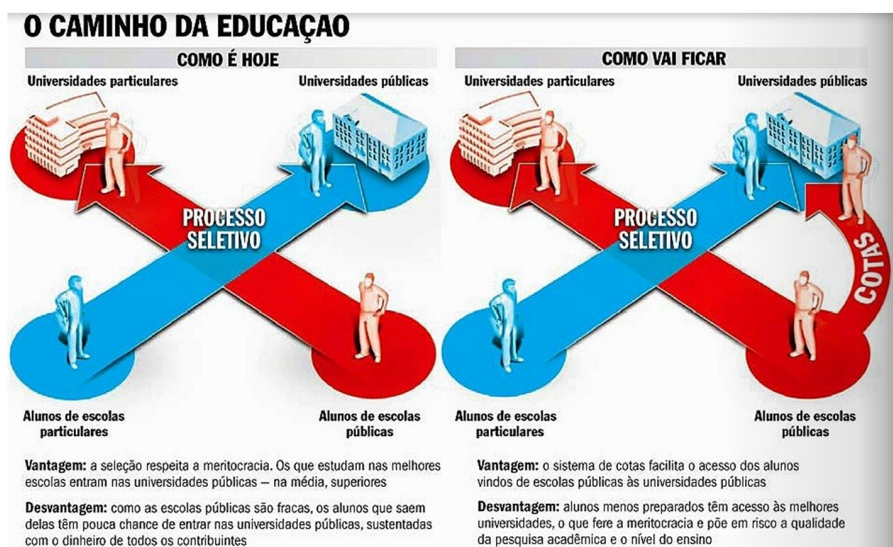 O CAMINHO DA EDUCAÇÃO
COMO É HOJE
Universidades particulares
Universidades públicas
PROCESSO
SELETIVO
Alunos de escolas
particulares
Alunos de escolas
públicas
Vantagem: a seleção respeita a meritocracia. Os que estudam nas melhores
escolas entram nas universidades públicas — na média, superiores
Desvantagem: como as escolas públicas são fracas, os alunos que saem
delas têm pouca chance de entrar nas universidades públicas, sustentadas
com o dinheiro de todos os contribuintes
COMO VAI FICAR
Universidades particulares
Universidades públicas
PROCESSO
SELETIVO
COTAS
Alunos de escolas
particulares
Alunos de escolas
públicas
Vantagem: o sistema de cotas facilita o acesso dos alunos
vindos de escolas públicas às universidades públicas
Desvantagem: alunos menos preparados têm acesso às melhores
universidades, o que fere a meritocracia e põe em risco a qualidade
da pesquisa acadêmica e o nível do ensino